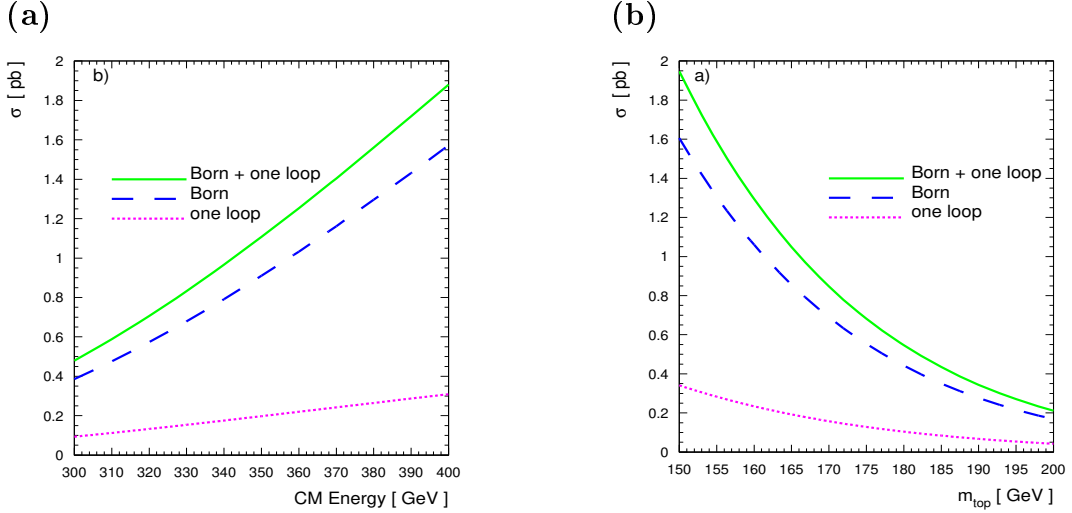 (a)
(b)
σ [ pb ]
b)
2
1.8
1.6
1.4
1.2
1
0.8
0.6
0.4
0.2
0
Born + one loop
Born
one loop
300 310 320 330 340 350 360 370 380 390 400
CM Energy [ GeV ]
σ [ pb ]
a)
2
1.8
1.6
1.4
1.2
1
0.8
0.6
0.4
0.2
0
Born + one loop
Born
one loop
150 155 160 165 170 175 180 185 190 195 200
m_top [ GeV ]